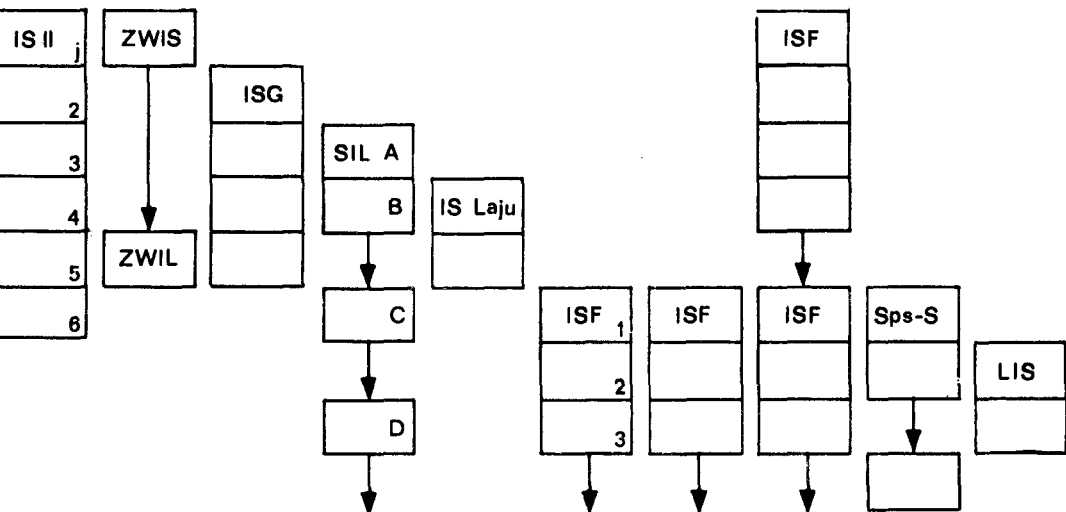 IS II j
2
3
4
5
6
ZWIS
ZWIL
ISG
SIL A
B
C
D
IS Laju
ISF 1
2
3
ISF
ISF
ISF
Sps-S
LIS